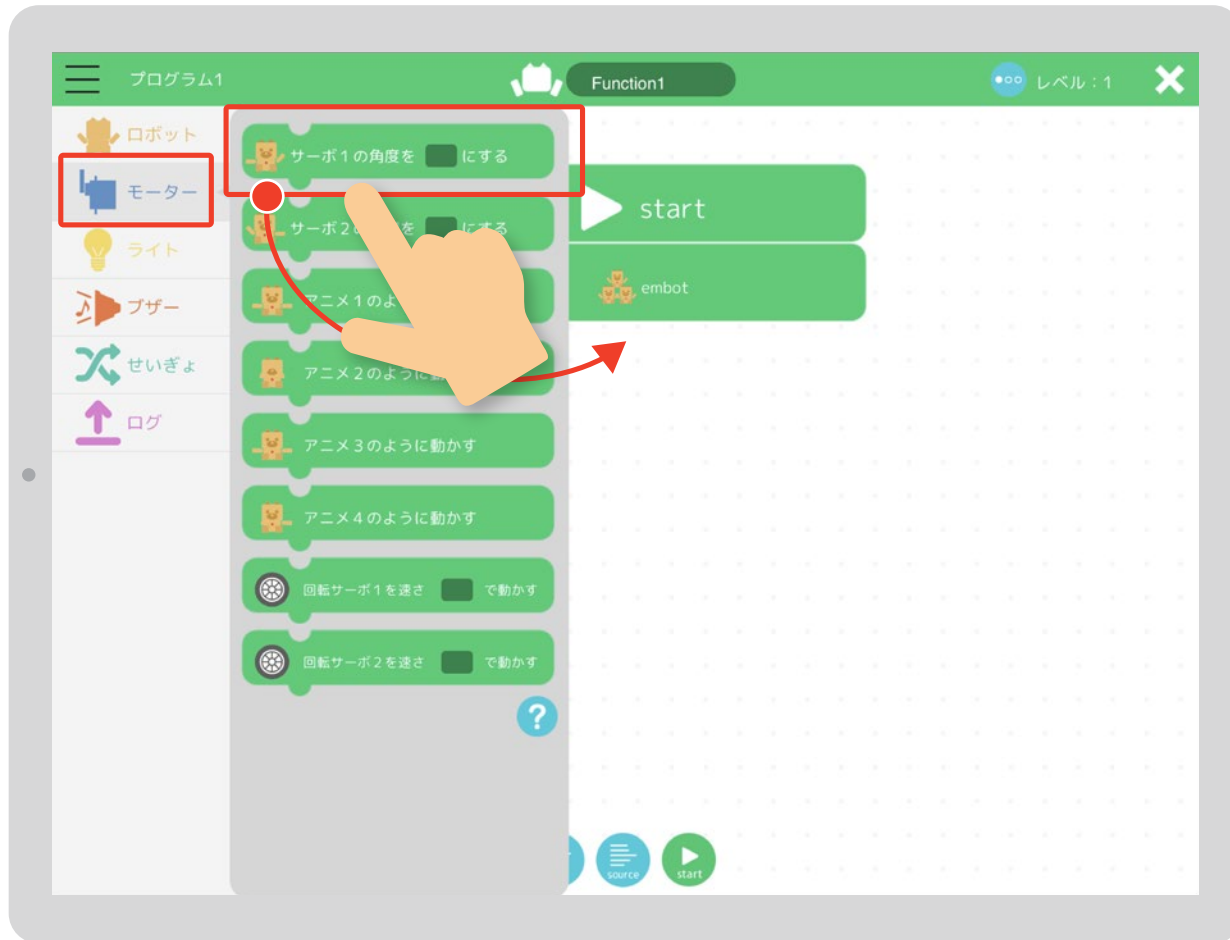 プログラム1
Function1
レベル：1
ロボット
モーター
ライト
ブザー
せいぎょ
ログ
サーボ1の角度を にする
サーボ2の を にする
アニメ1のよ
アニメ2のように
アニメ3のように動かす
アニメ4のように動かす
回転サーボ1を速さ で動かす
回転サーボ2を速さ で動かす
?
start
embot
source
start